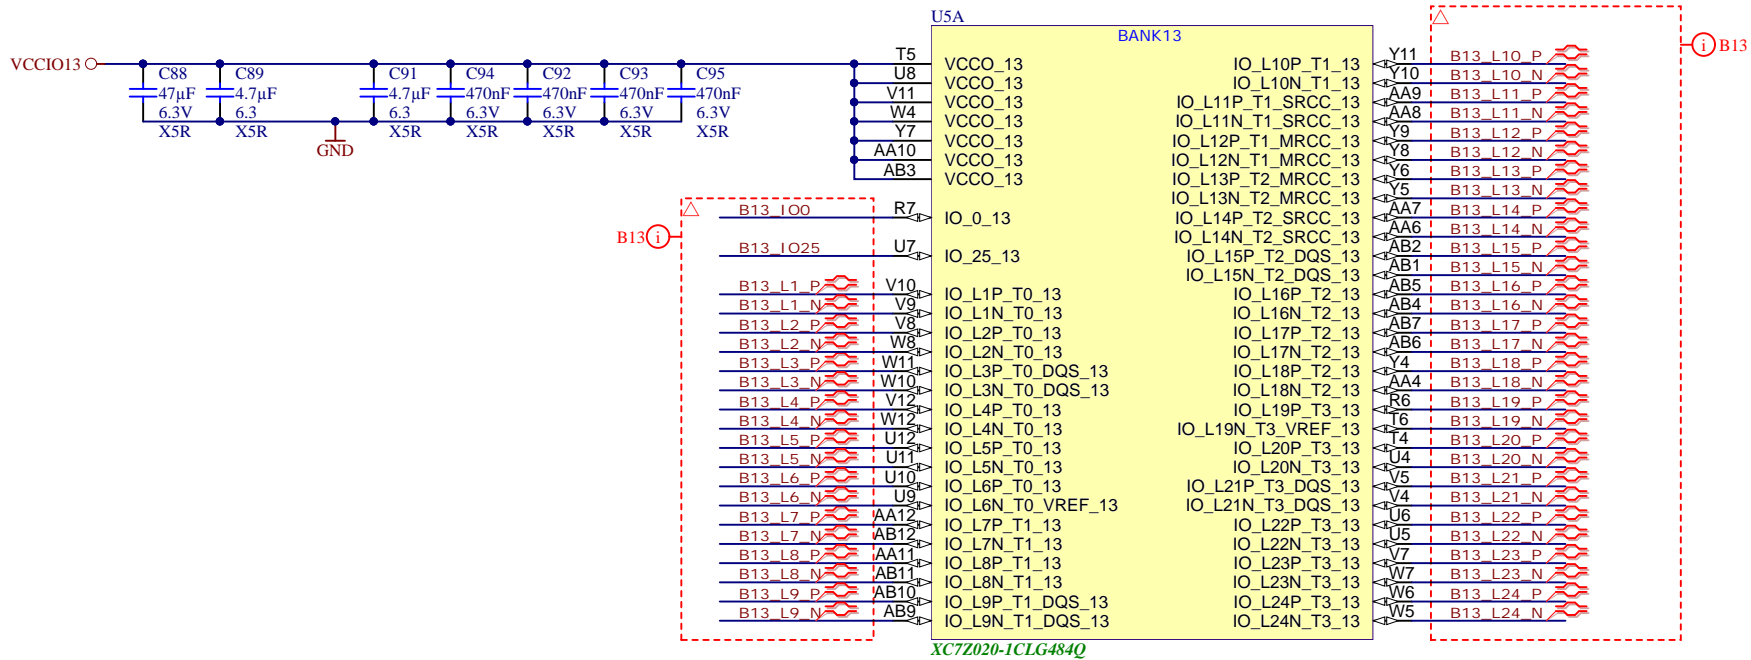 U5A
BANK13
VCCIO13
C88
47µF
6.3V
X5R
C89
4.7µF
6.3
X5R
C91
4.7µF
6.3
X5R
C94
470nF
6.3V
X5R
C92
470nF
6.3V
X5R
C93
470nF
6.3V
X5R
C95
470nF
6.3V
X5R
GND
T5 VCCO_13
U8 VCCO_13
V11 VCCO_13
W4 VCCO_13
Y7 VCCO_13
AA10 VCCO_13
AB3 VCCO_13
B13 i
B13_IO0 R7 IO_0_13
B13_IO25 U7 IO_25_13
B13_L1_P V10 IO_L1P_T0_13
B13_L1_N V9 IO_L1N_T0_13
B13_L2_P V8 IO_L2P_T0_13
B13_L2_N W8 IO_L2N_T0_13
B13_L3_P W11 IO_L3P_T0_DQS_13
B13_L3_N W10 IO_L3N_T0_DQS_13
B13_L4_P V12 IO_L4P_T0_13
B13_L4_N W12 IO_L4N_T0_13
B13_L5_P U12 IO_L5P_T0_13
B13_L5_N U11 IO_L5N_T0_13
B13_L6_P U10 IO_L6P_T0_13
B13_L6_N U9 IO_L6N_T0_VREF_13
B13_L7_P AA12 IO_L7P_T1_13
B13_L7_N AB12 IO_L7N_T1_13
B13_L8_P AA11 IO_L8P_T1_13
B13_L8_N AB11 IO_L8N_T1_13
B13_L9_P AB10 IO_L9P_T1_DQS_13
B13_L9_N AB9 IO_L9N_T1_DQS_13
IO_L10P_T1_13 Y11 B13_L10_P
IO_L10N_T1_13 Y10 B13_L10_N
IO_L11P_T1_SRCC_13 AA9 B13_L11_P
IO_L11N_T1_SRCC_13 AA8 B13_L11_N
IO_L12P_T1_MRCC_13 Y9 B13_L12_P
IO_L12N_T1_MRCC_13 Y8 B13_L12_N
IO_L13P_T2_MRCC_13 Y6 B13_L13_P
IO_L13N_T2_MRCC_13 Y5 B13_L13_N
IO_L14P_T2_SRCC_13 AA7 B13_L14_P
IO_L14N_T2_SRCC_13 AA6 B13_L14_N
IO_L15P_T2_DQS_13 AB2 B13_L15_P
IO_L15N_T2_DQS_13 AB1 B13_L15_N
IO_L16P_T2_13 AB5 B13_L16_P
IO_L16N_T2_13 AB4 B13_L16_N
IO_L17P_T2_13 AB7 B13_L17_P
IO_L17N_T2_13 AB6 B13_L17_N
IO_L18P_T2_13 Y4 B13_L18_P
IO_L18N_T2_13 AA4 B13_L18_N
IO_L19P_T3_13 R6 B13_L19_P
IO_L19N_T3_VREF_13 T6 B13_L19_N
IO_L20P_T3_13 T4 B13_L20_P
IO_L20N_T3_13 U4 B13_L20_N
IO_L21P_T3_DQS_13 V5 B13_L21_P
IO_L21N_T3_DQS_13 V4 B13_L21_N
IO_L22P_T3_13 U6 B13_L22_P
IO_L22N_T3_13 U5 B13_L22_N
IO_L23P_T3_13 V7 B13_L23_P
IO_L23N_T3_13 W7 B13_L23_N
IO_L24P_T3_13 W6 B13_L24_P
IO_L24N_T3_13 W5 B13_L24_N
i B13
XC7Z020-1CLG484Q